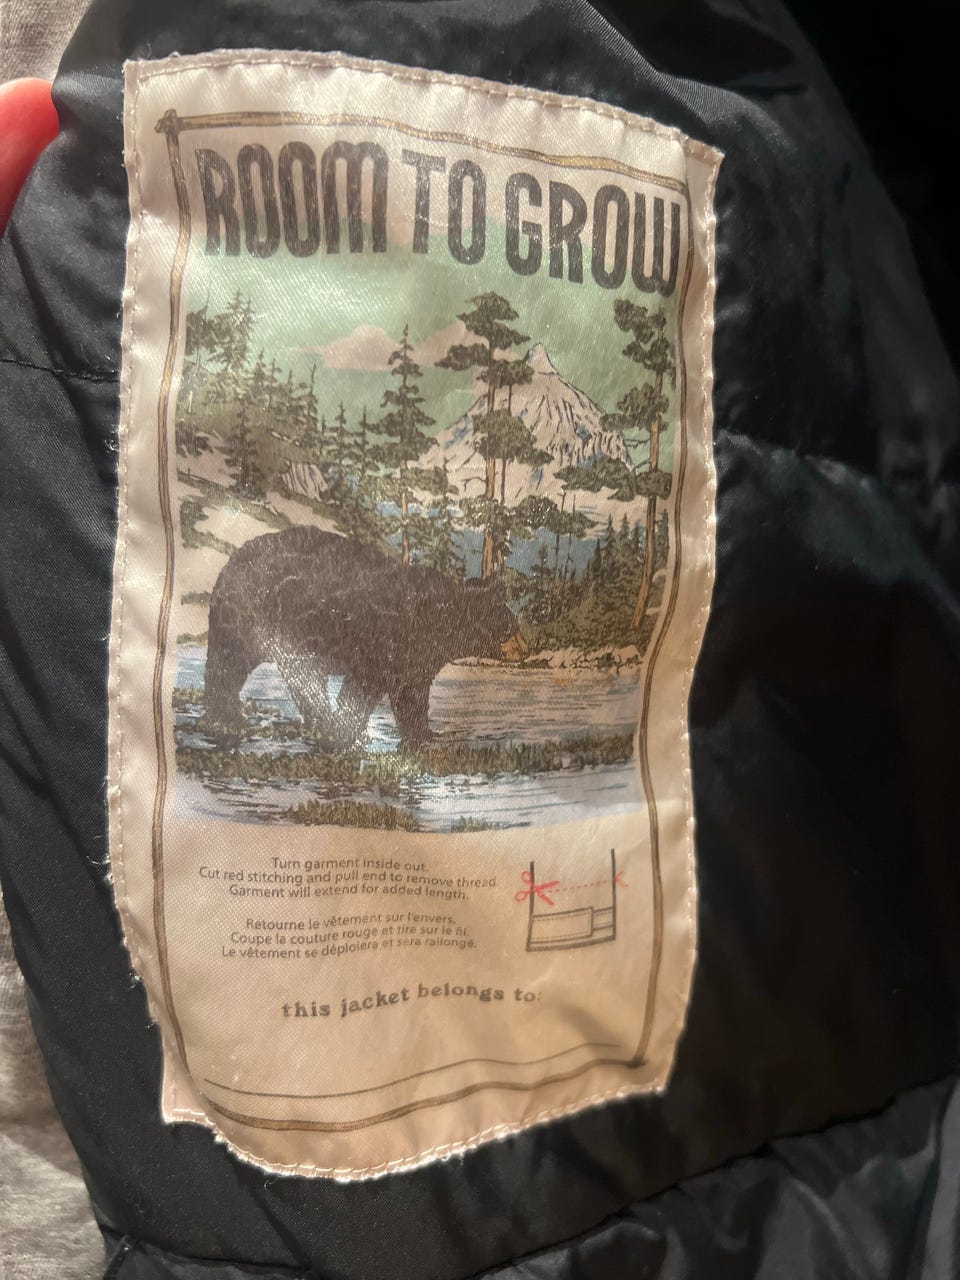 ROOM TO GROW
Turn garment inside out.
Cut red stitching and pull end to remove thread.
Garment will extend for added length.
Retourne le vêtement sur l'envers.
Coupe la couture rouge et tire sur le fil.
Le vêtement se déploiera et sera rallongé.
this jacket belongs to: